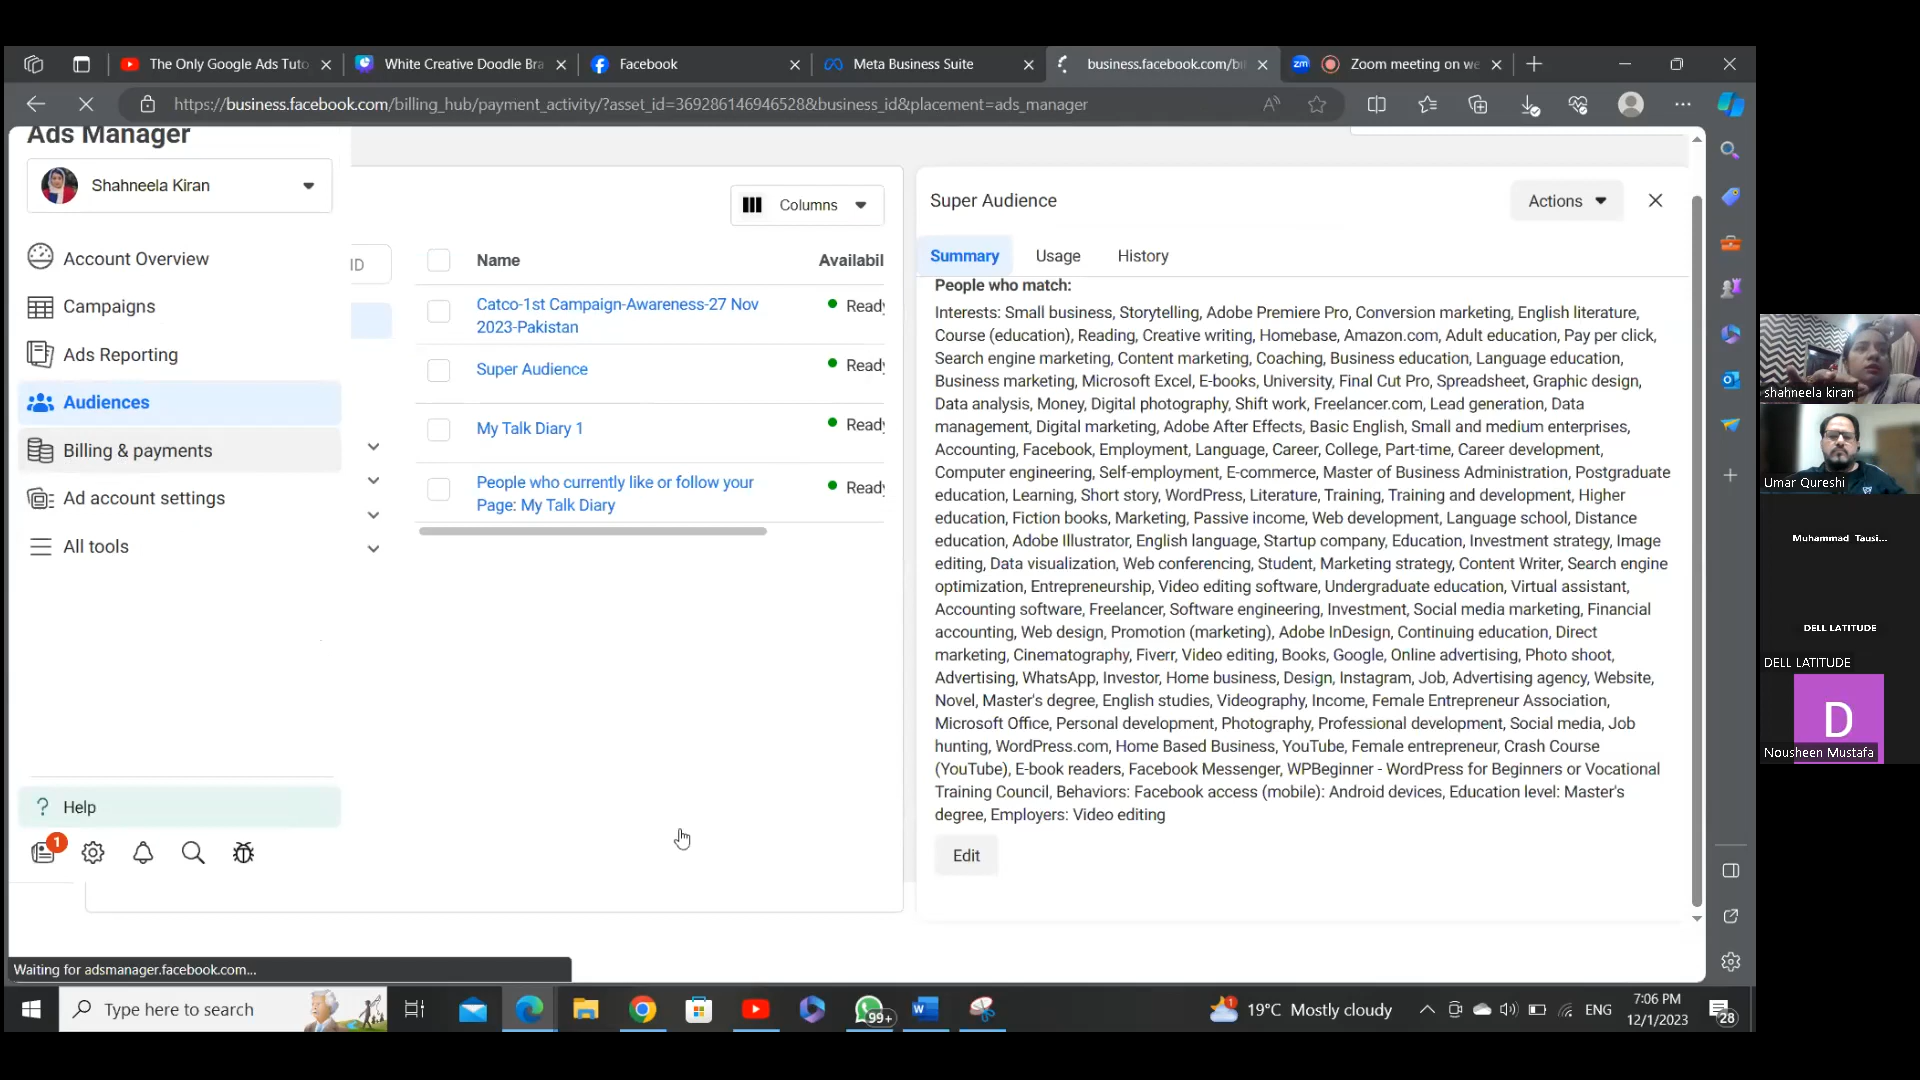 The Only Google Ads Tuto
White Creative Doodle Bra
Facebook
Meta Business Suite
business.facebook.com/bil
Zoom meeting on we
https://business.facebook.com/billing_hub/payment_activity/?asset_id=369286146946528&business_id&placement=ads_manager
Ads Manager
Shahneela Kiran
Account Overview
Campaigns
Ads Reporting
Audiences
Billing & payments
Ad account settings
All tools
Help
1
ID
Columns
Name
Availabil
Catco-1st Campaign-Awareness-27 Nov
2023-Pakistan
Ready
Super Audience
Ready
My Talk Diary 1
Ready
People who currently like or follow your
Page: My Talk Diary
Ready
Super Audience
Actions
Summary
Usage
History
People who match:
Interests: Small business, Storytelling, Adobe Premiere Pro, Conversion marketing, English literature,
Course (education), Reading, Creative writing, Homebase, Amazon.com, Adult education, Pay per click,
Search engine marketing, Content marketing, Coaching, Business education, Language education,
Business marketing, Microsoft Excel, E-books, University, Final Cut Pro, Spreadsheet, Graphic design,
Data analysis, Money, Digital photography, Shift work, Freelancer.com, Lead generation, Data
management, Digital marketing, Adobe After Effects, Basic English, Small and medium enterprises,
Accounting, Facebook, Employment, Language, Career, College, Part-time, Career development,
Computer engineering, Self-employment, E-commerce, Master of Business Administration, Postgraduate
education, Learning, Short story, WordPress, Literature, Training, Training and development, Higher
education, Fiction books, Marketing, Passive income, Web development, Language school, Distance
education, Adobe Illustrator, English language, Startup company, Education, Investment strategy, Image
editing, Data visualization, Web conferencing, Student, Marketing strategy, Content Writer, Search engine
optimization, Entrepreneurship, Video editing software, Undergraduate education, Virtual assistant,
Accounting software, Freelancer, Software engineering, Investment, Social media marketing, Financial
accounting, Web design, Promotion (marketing), Adobe InDesign, Continuing education, Direct
marketing, Cinematography, Fiverr, Video editing, Books, Google, Online advertising, Photo shoot,
Advertising, WhatsApp, Investor, Home business, Design, Instagram, Job, Advertising agency, Website,
Novel, Master's degree, English studies, Videography, Income, Female Entrepreneur Association,
Microsoft Office, Personal development, Photography, Professional development, Social media, Job
hunting, WordPress.com, Home Based Business, YouTube, Female entrepreneur, Crash Course
(YouTube), E-book readers, Facebook Messenger, WPBeginner - WordPress for Beginners or Vocational
Training Council, Behaviors: Facebook access (mobile): Android devices, Education level: Master's
degree, Employers: Video editing
Edit
Waiting for adsmanager.facebook.com...
Type here to search
99+
19°C Mostly cloudy
ENG
7:06 PM
12/1/2023
28
shahneela kiran
Umar Qureshi
Muhammad Tausi...
DELL LATITUDE
DELL LATITUDE
D
Nousheen Mustafa